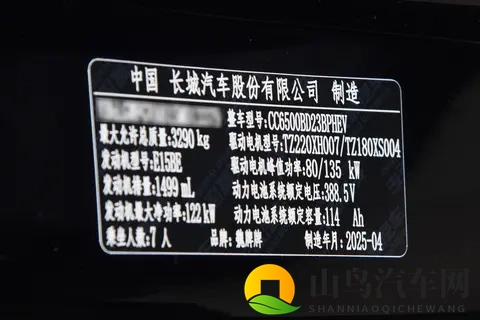 中国 长城汽车股份有限公司 制造
整车型号:CC6500BD23BPHEV
最大允许总质量:3290 kg 驱动电机型号:TZ220XH007/TZ180XS004
发动机型号:E15BE 驱动电机峰值功率:80/135 kW
发动机排量:1499 mL 动力电池系统额定电压:388.5V
发动机最大净功率:122 kW 动力电池系统额定容量:114 Ah
乘坐人数:7 人 品牌:魏牌牌 制造年月:2025-04
山鸟汽车网
SHANNIAOQICHEWANG